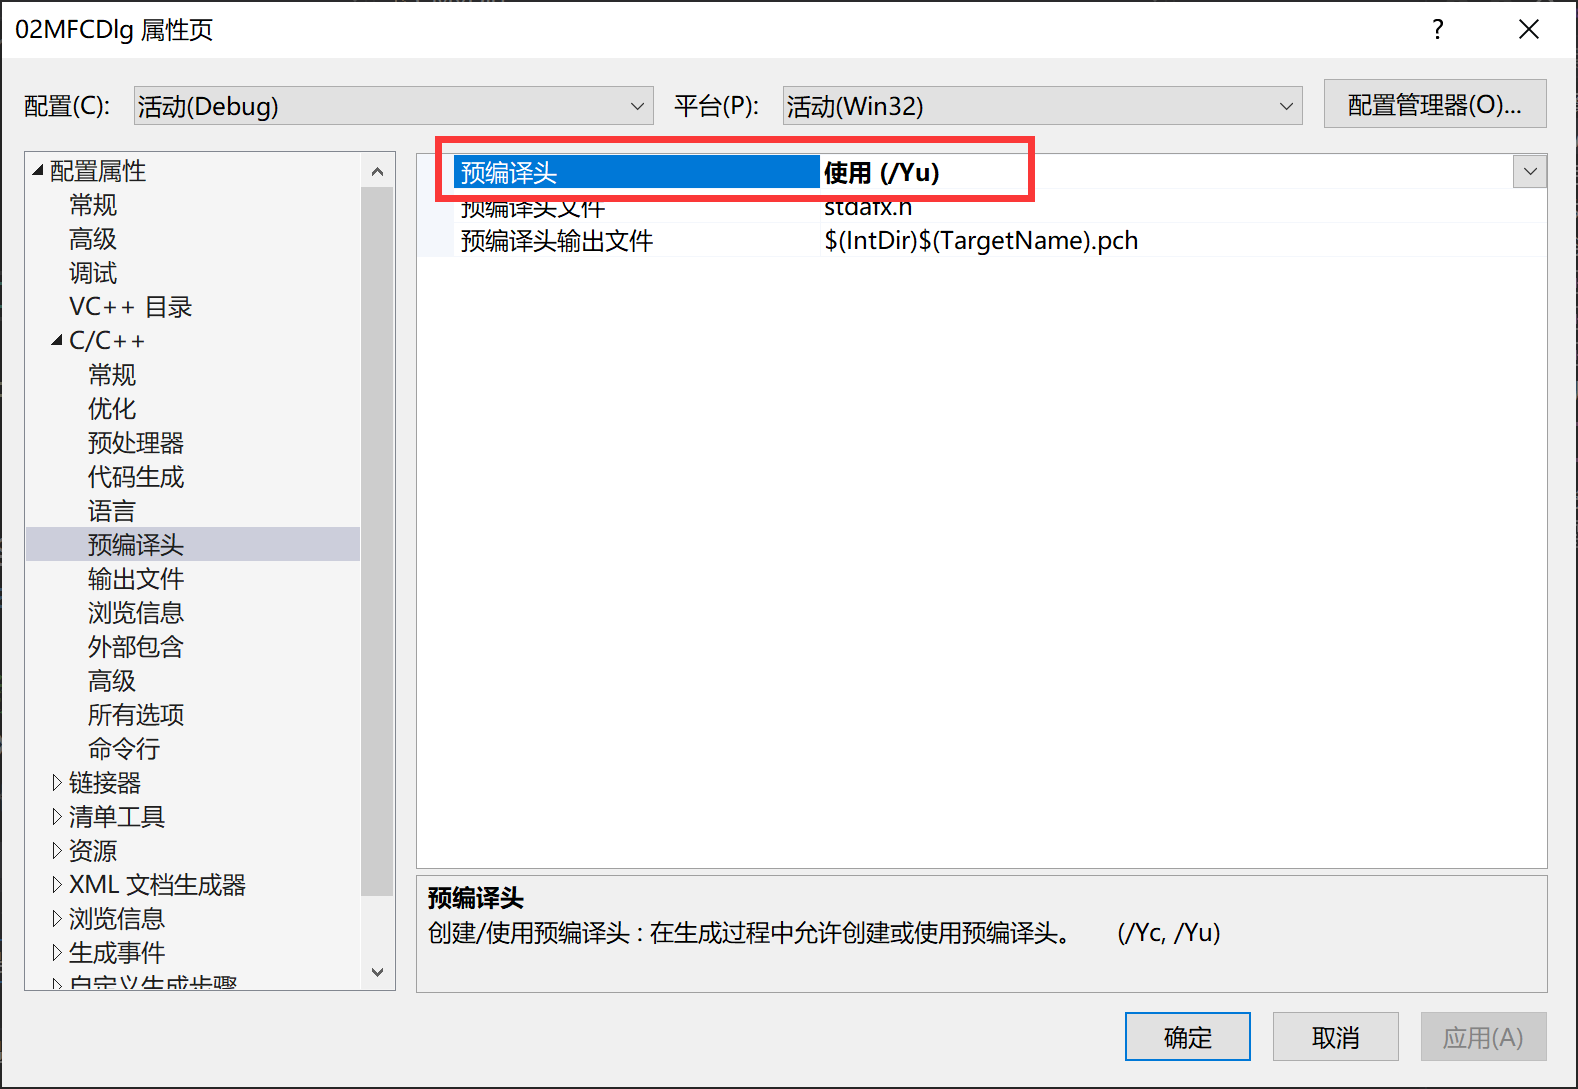 02MFCDlg 属性页
?
配置(C): 活动(Debug) 平台(P): 活动(Win32) 配置管理器(O)...
配置属性
常规
高级
调试
VC++ 目录
C/C++
常规
优化
预处理器
代码生成
语言
预编译头
输出文件
浏览信息
外部包含
高级
所有选项
命令行
链接器
清单工具
资源
XML 文档生成器
浏览信息
生成事件
自定义生成步骤
预编译头 使用 (/Yu)
预编译头文件 stdafx.h
预编译头输出文件 $(IntDir)$(TargetName).pch
预编译头
创建/使用预编译头 : 在生成过程中允许创建或使用预编译头。 (/Yc, /Yu)
确定 取消 应用(A)